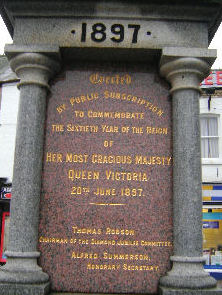 ·1897·
Erected
BY PUBLIC SUBSCRIPTION,
TO COMMEMORATE
THE SIXTIETH YEAR OF THE REIGN
OF
HER MOST GRACIOUS MAJESTY
QUEEN VICTORIA.
20TH JUNE 1897.
THOMAS ROBSON
CHAIRMAN OF THE DIAMOND JUBILEE COMMITTEE.
ALFRED SUMMERSON,
HONORARY SECRETARY.